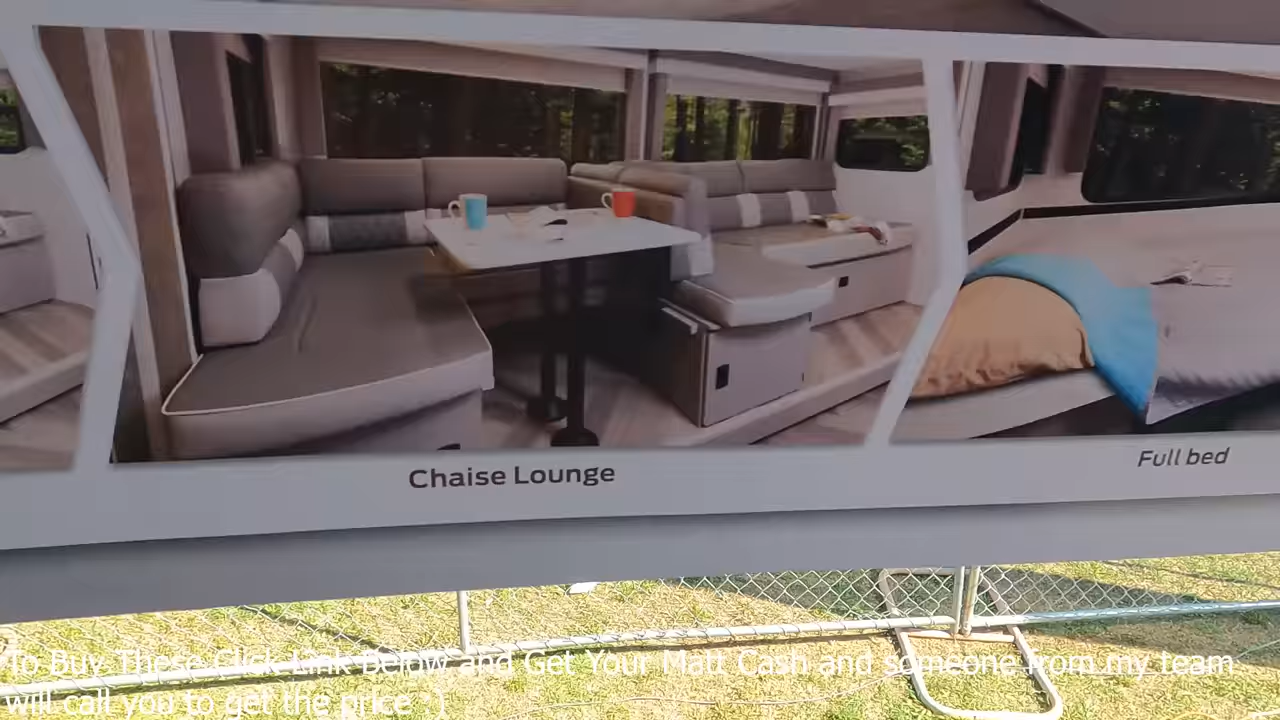 Chaise Lounge
Full bed
To Buy These Click Link Below and Get Your Matt Cash and someone from my team
will call you to get the price :)